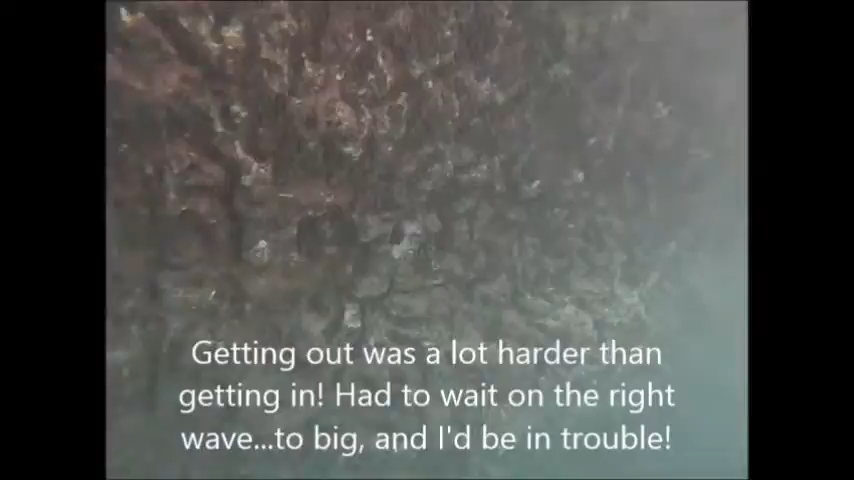 Getting out was a lot harder than
getting in! Had to wait on the right
wave...to big, and I'd be in trouble!